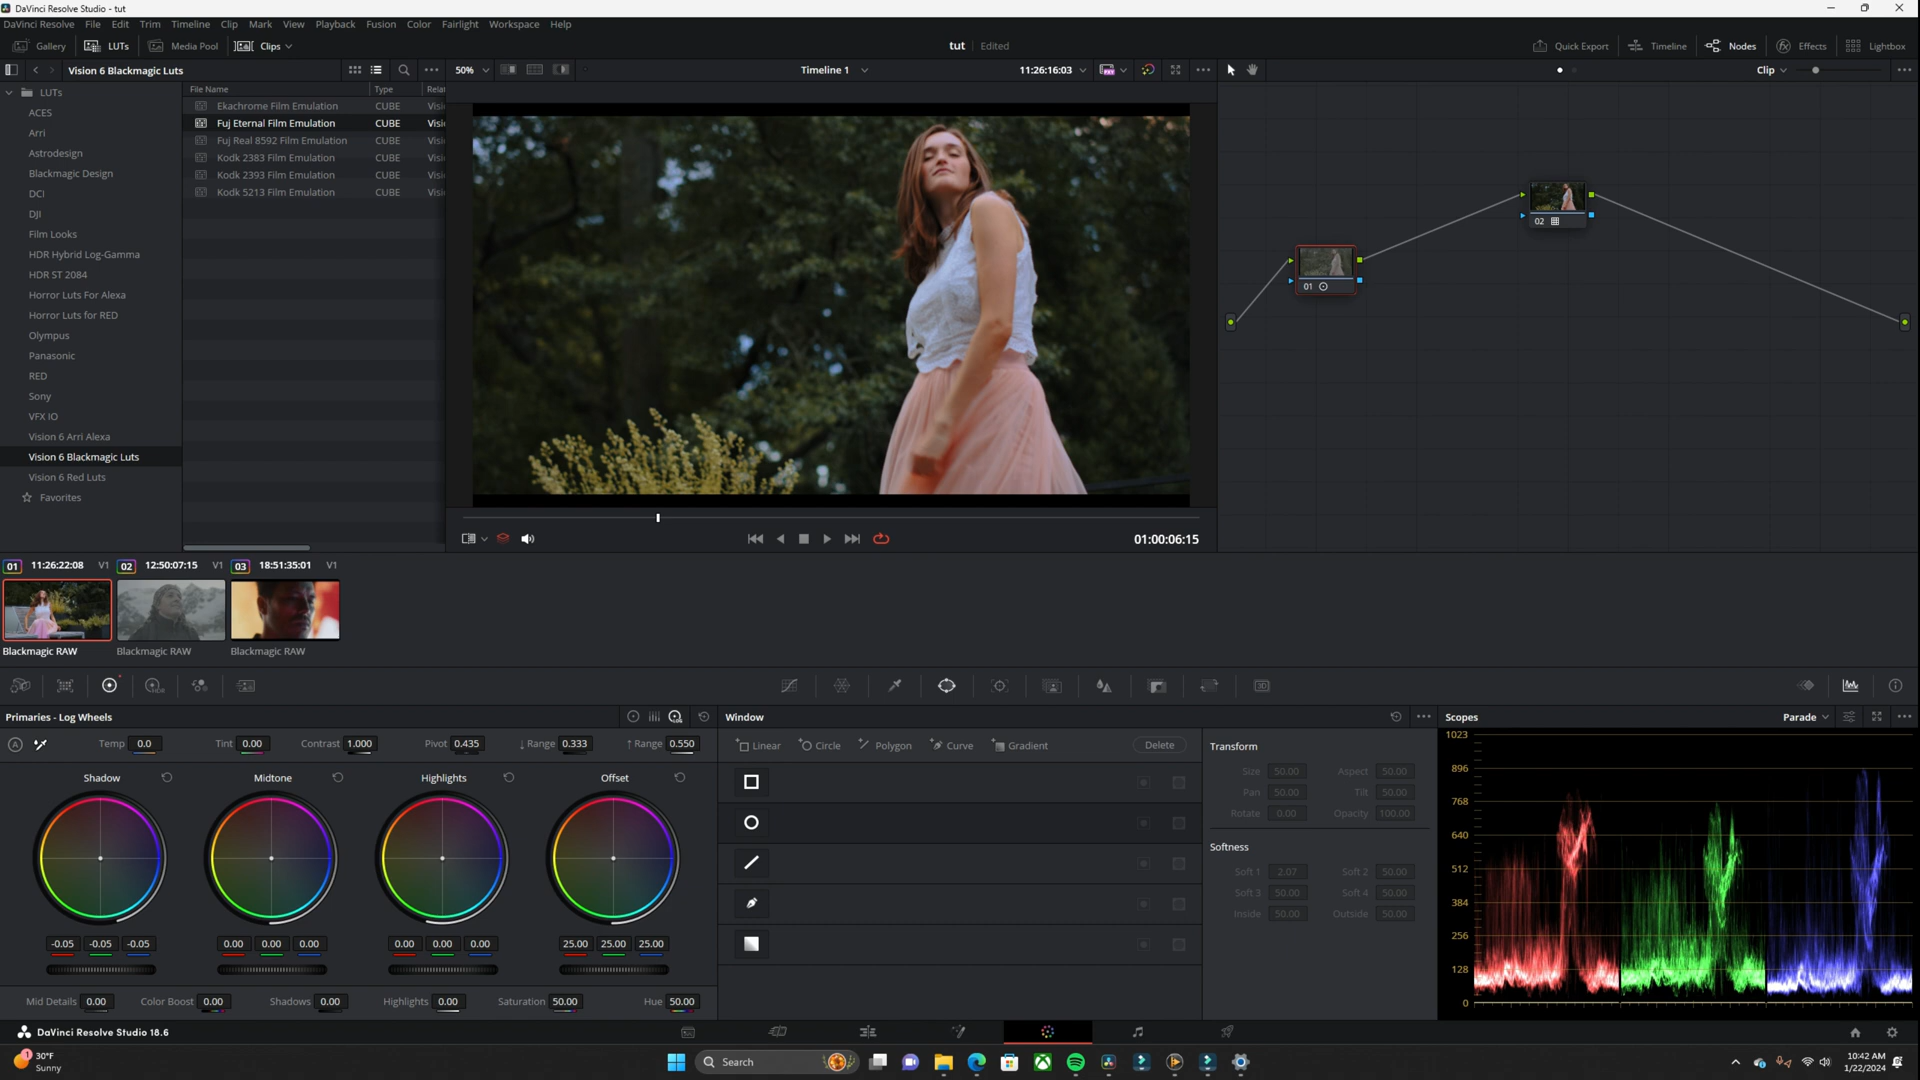 DaVinci Resolve Studio - tut
DaVinci Resolve File Edit Trim Timeline Clip Mark View Playback Color Fusion Fairlight Workspace Help
Gallery LUTs Media Pool Clips tut Edited Quick Export Timeline Nodes Effects Lightbox
Vision 6 Blackmagic Luts 50% Timeline 1 11:26:16:03 Clip
LUTs
ACES
Arri
Astrodesign
Blackmagic Design
DCI
DJI
Film Looks
HDR Hybrid Log-Gamma
HDR ST 2084
Horror Luts For Alexa
Horror Luts for RED
Olympus
Panasonic
RED
Sony
VFX IO
Vision 6 Arri Alexa
Vision 6 Blackmagic Luts
Vision 6 Red Luts
Favorites
File Name Type Rela
Ekachrome Film Emulation CUBE Visi
Fuj Eternal Film Emulation CUBE Visi
Fuj Real 8592 Film Emulation CUBE Visi
Kodk 2383 Film Emulation CUBE Visi
Kodk 2393 Film Emulation CUBE Visi
Kodk 5213 Film Emulation CUBE Visi
02
01
01:00:06:15
01 11:26:22:08 V1 02 12:50:07:15 V1 03 18:51:35:01 V1
Blackmagic RAW Blackmagic RAW Blackmagic RAW
HDR
3D
Primaries - Log Wheels
Temp 0.0 Tint 0.00 Contrast 1.000 Pivot 0.435 ↓ Range 0.333 ↑ Range 0.550
Shadow Midtone Highlights Offset
-0.05 -0.05 -0.05 0.00 0.00 0.00 0.00 0.00 0.00 25.00 25.00 25.00
Mid Details 0.00 Color Boost 0.00 Shadows 0.00 Highlights 0.00 Saturation 50.00 Hue 50.00
Window
Linear Circle Polygon Curve Gradient Delete
Transform
Size 50.00 Aspect 50.00
Pan 50.00 Tilt 50.00
Rotate 0.00 Opacity 100.00
Softness
Soft 1 2.07 Soft 2 50.00
Soft 3 50.00 Soft 4 50.00
Inside 50.00 Outside 50.00
Scopes Parade
1023
896
768
640
512
384
256
128
0
DaVinci Resolve Studio 18.6
1 30°F
Sunny
Search
10:42 AM
1/22/2024